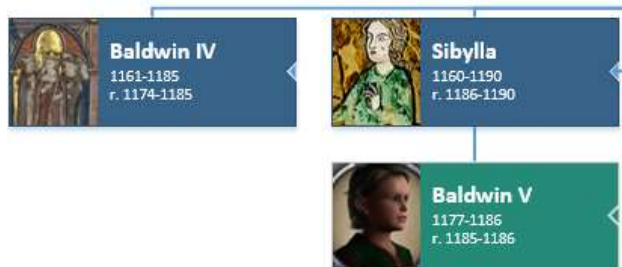 Baldwin IV
1161-1185
r. 1174-1185
Sibylla
1160-1190
r. 1186-1190
Baldwin V
1177-1186
r. 1185-1186